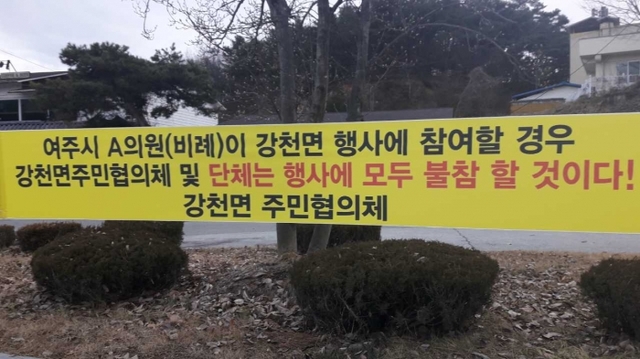 여주시 A의원(비례)이 강천면 행사에 참여할 경우
강천면주민협의체 및 단체는 행사에 모두 불참 할 것이다!
강천면 주민협의체